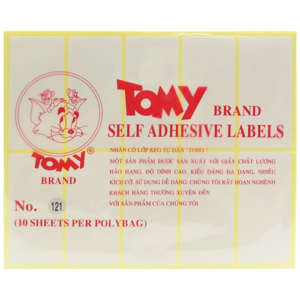 TOMY BRAND
SELF ADHESIVE LABELS
NHÃN CÓ LỚP KEO TỰ DÁN "TOMY"
MỘT SẢN PHẨM ĐƯỢC SẢN XUẤT VỚI GIẤY CHẤT LƯỢNG
HẢO HẠNG, ĐỘ DÍNH CAO, KIỂU DÁNG ĐA DẠNG, NHIỀU
KÍCH CỠ, SỬ DỤNG DỄ DÀNG. CHÚNG TÔI RẤT HOAN NGHÊNH
KHÁCH HÀNG THƯỜNG XUYÊN ĐẾN
VỚI SẢN PHẨM CỦA CHÚNG TÔI
TOMY
BRAND
No. 121
(10 SHEETS PER POLYBAG)